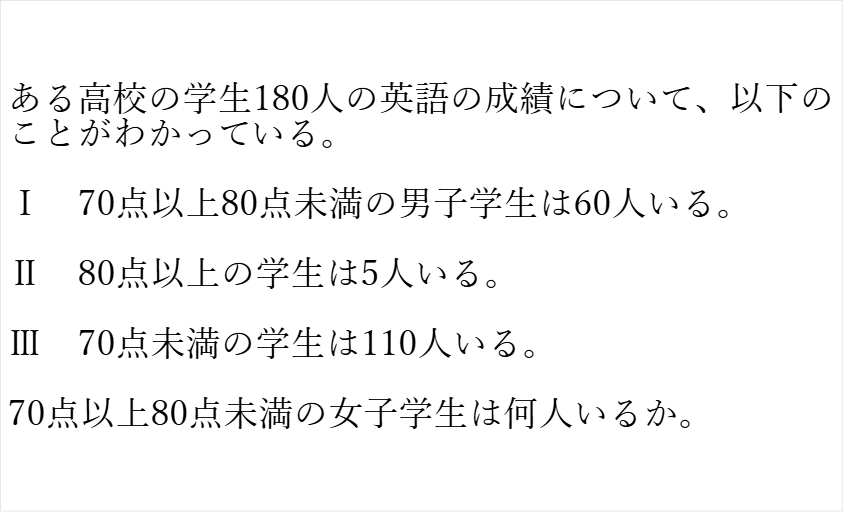 ある高校の学生180人の英語の成績について、以下の
ことがわかっている。
Ⅰ　70点以上80点未満の男子学生は60人いる。
Ⅱ　80点以上の学生は5人いる。
Ⅲ　70点未満の学生は110人いる。
70点以上80点未満の女子学生は何人いるか。